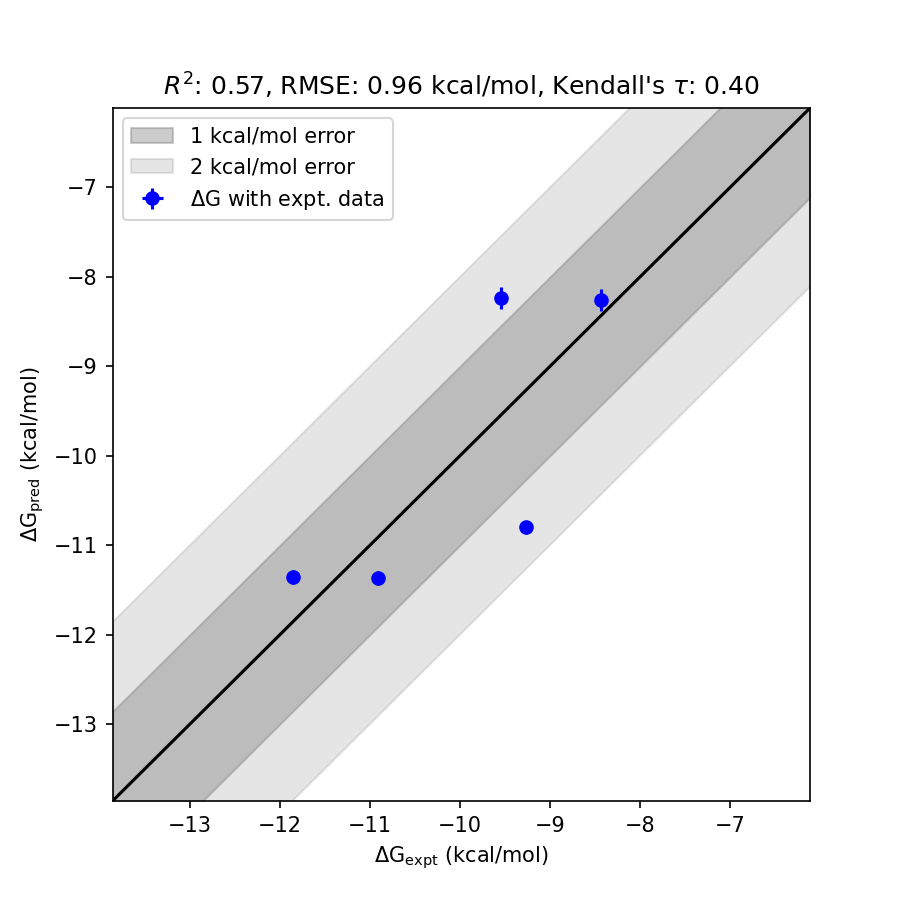 R²: 0.57, RMSE: 0.96 kcal/mol, Kendall's τ: 0.40
1 kcal/mol error
2 kcal/mol error
ΔG with expt. data
−7
−8
−9
−10
−11
−12
−13
ΔGpred (kcal/mol)
−13 −12 −11 −10 −9 −8 −7
ΔGexpt (kcal/mol)